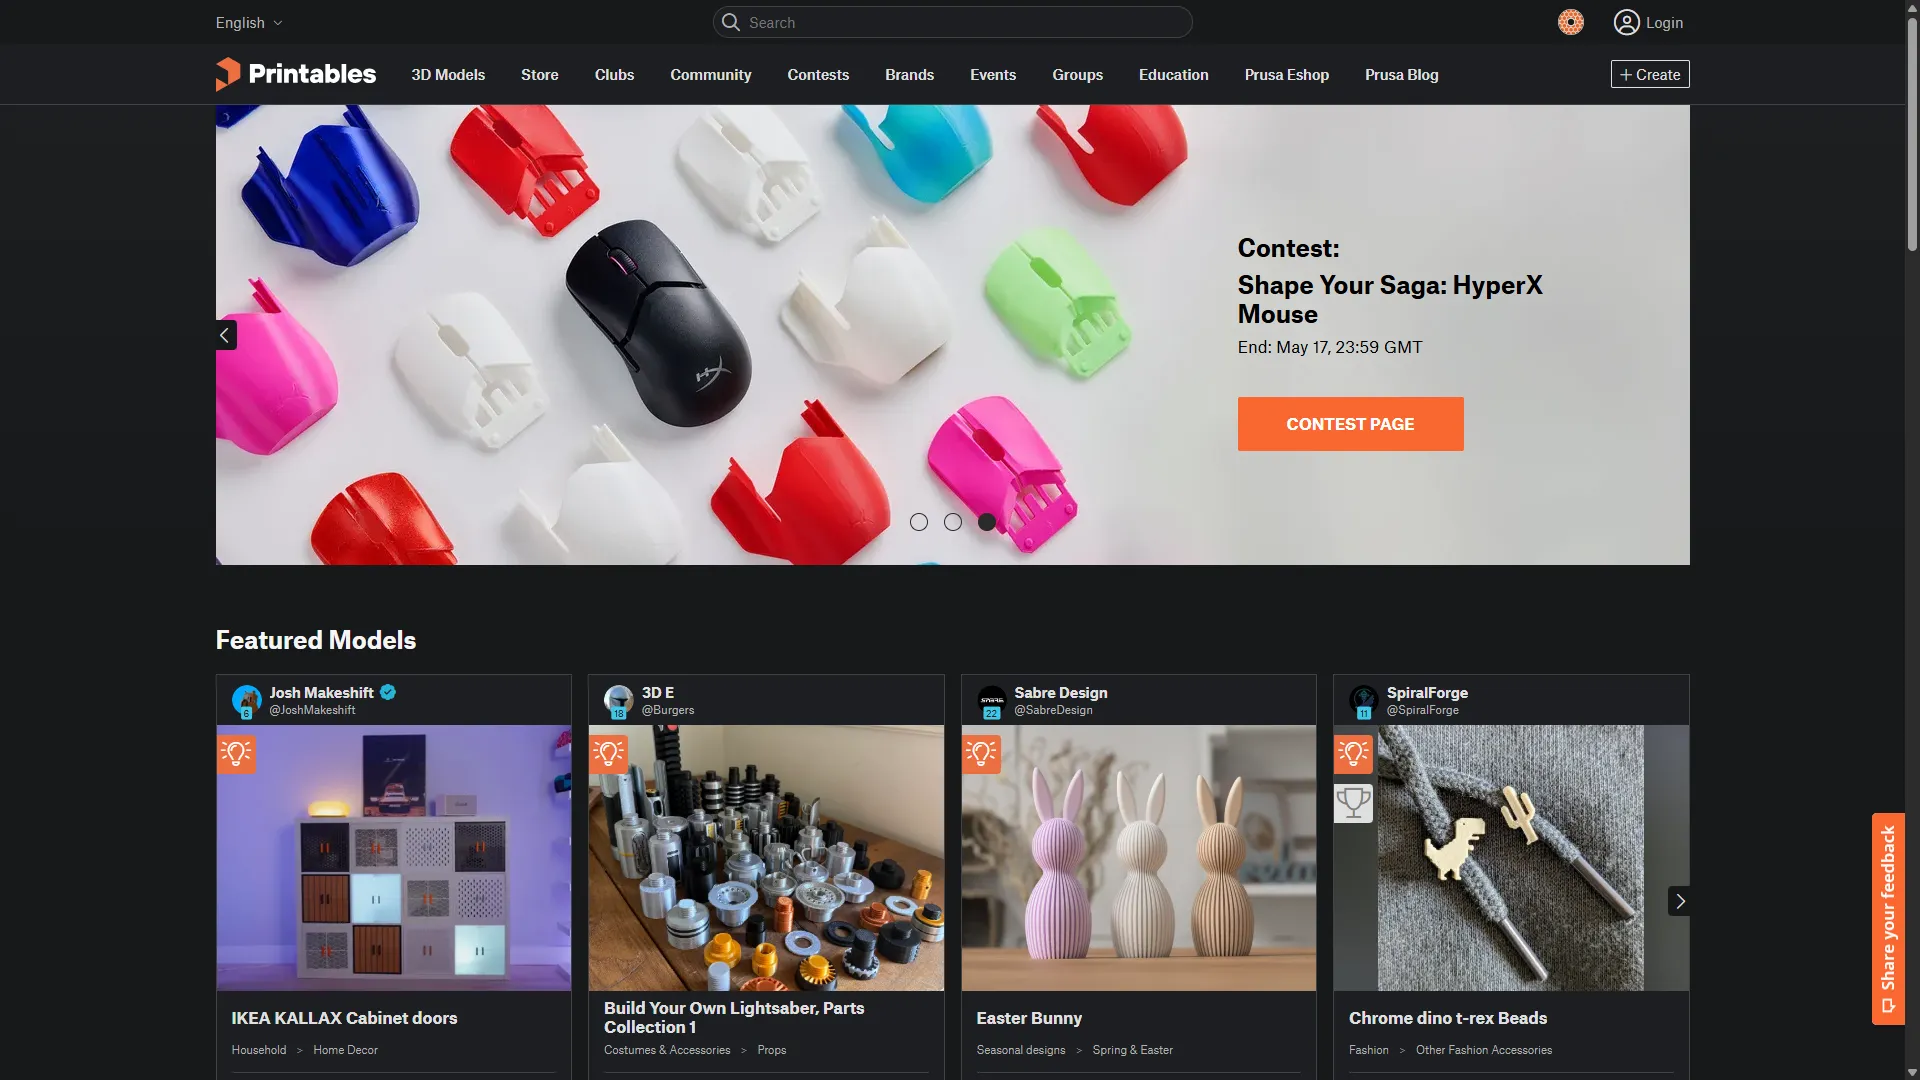 English
Search
Login
Printables
3D Models
Store
Clubs
Community
Contests
Brands
Events
Groups
Education
Prusa Eshop
Prusa Blog
+ Create
Contest:
Shape Your Saga: HyperX
Mouse
End: May 17, 23:59 GMT
CONTEST PAGE
Featured Models
Josh Makeshift
@JoshMakeshift
6
3D E
@Burgers
18
Sabre Design
@SabreDesign
22
SpiralForge
@SpiralForge
11
IKEA KALLAX Cabinet doors
Household > Home Decor
Build Your Own Lightsaber, Parts
Collection 1
Costumes & Accessories > Props
Easter Bunny
Seasonal designs > Spring & Easter
Chrome dino t-rex Beads
Fashion > Other Fashion Accessories
Share your feedback